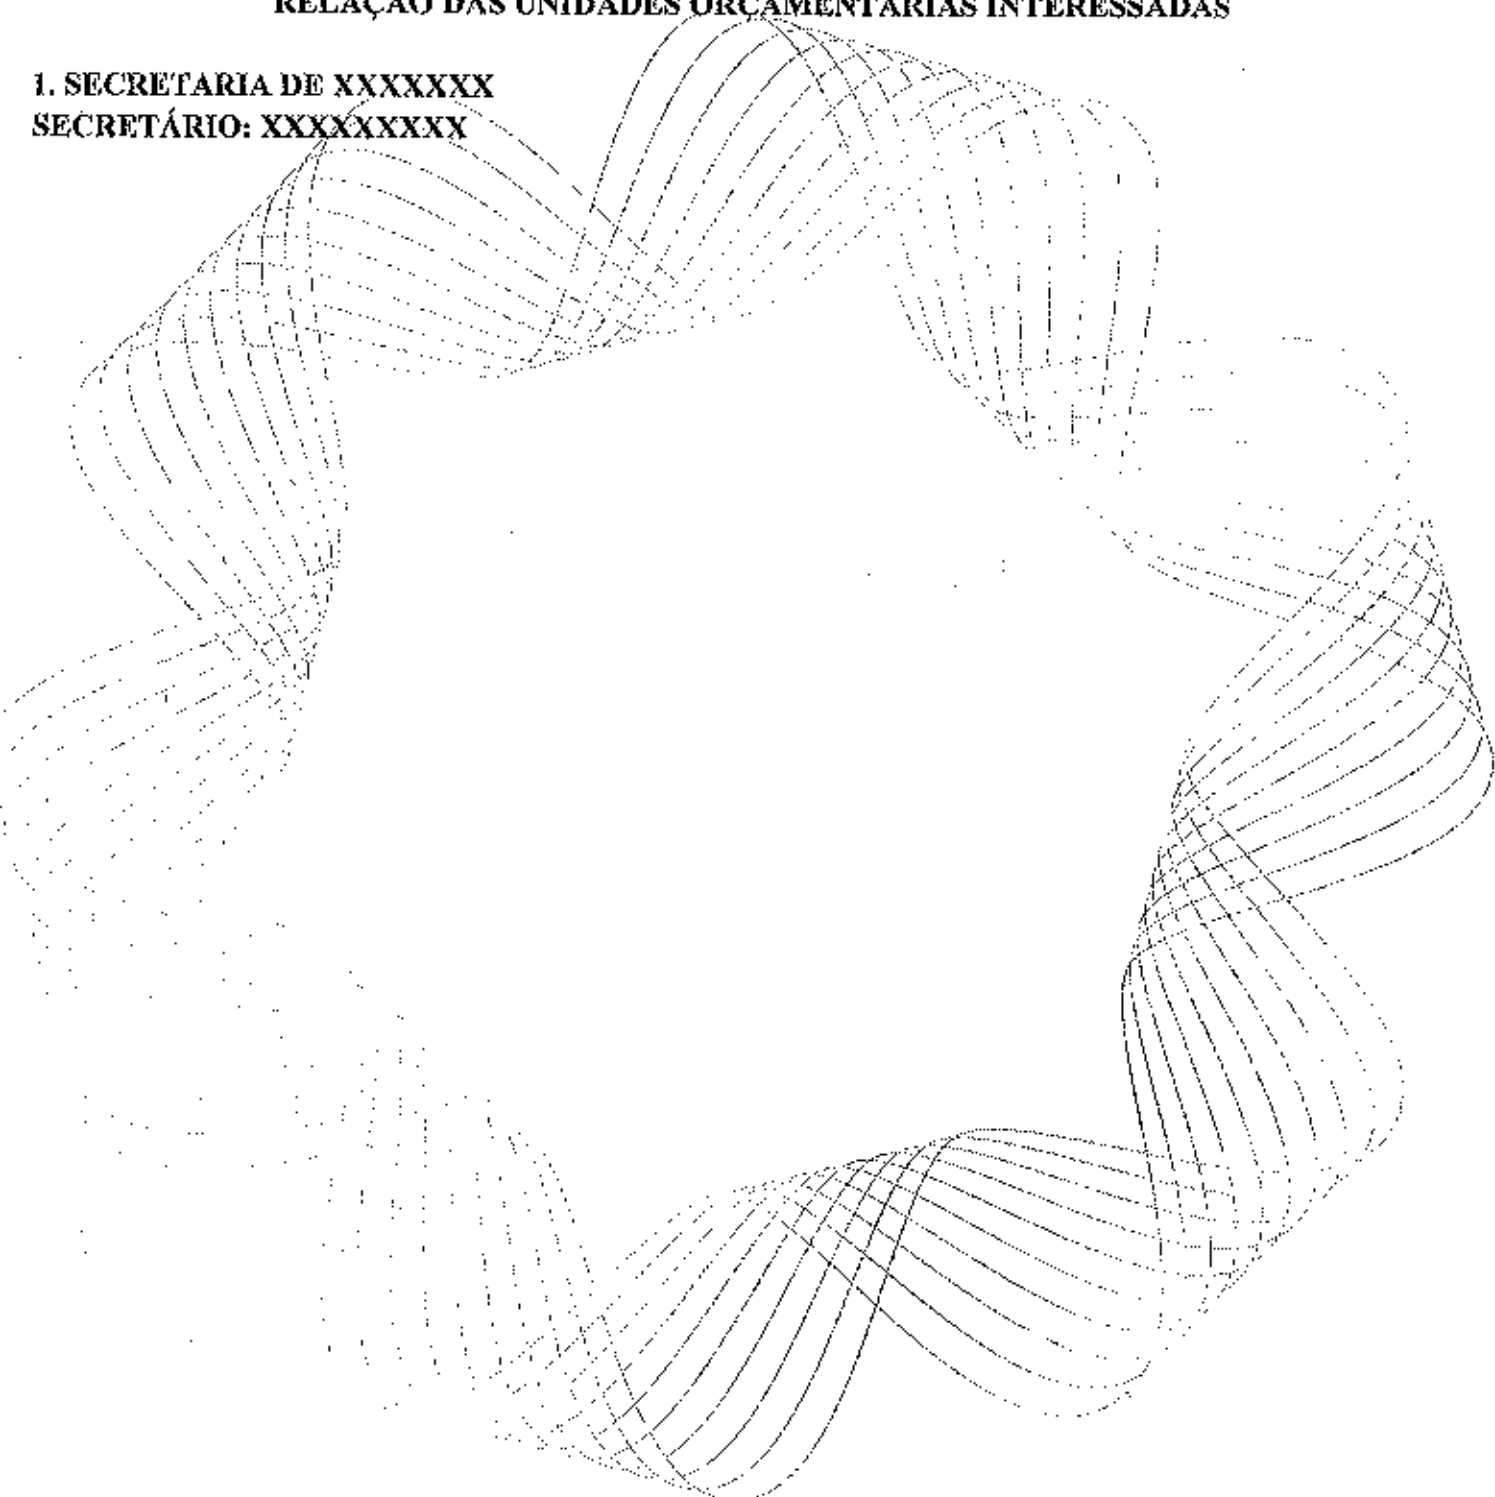 RELAÇÃO DAS UNIDADES ORÇAMENTÁRIAS INTERESSADAS
1. SECRETARIA DE XXXXXXX
SECRETÁRIO: XXXXXXXXX